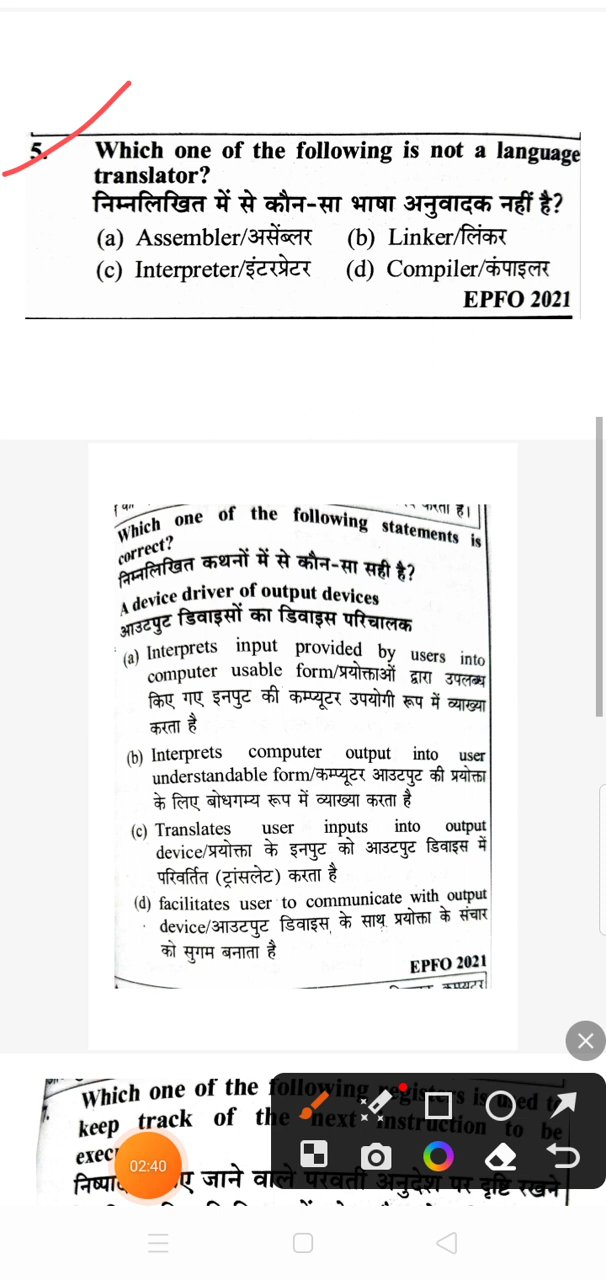 5. Which one of the following is not a language
translator?
निम्नलिखित में से कौन-सा भाषा अनुवादक नहीं है?
(a) Assembler/असेंब्लर (b) Linker/लिंकर
(c) Interpreter/इंटरप्रेटर (d) Compiler/कंपाइलर
EPFO 2021
करता है।
Which one of the following statements is
correct?
निम्नलिखित कथनों में से कौन-सा सही है?
A device driver of output devices
आउटपुट डिवाइसों का डिवाइस परिचालक
(a) Interprets input provided by users into
computer usable form/प्रयोक्ताओं द्वारा उपलब्ध
किए गए इनपुट की कम्प्यूटर उपयोगी रूप में व्याख्या
करता है
(b) Interprets computer output into user
understandable form/कम्प्यूटर आउटपुट की प्रयोक्ता
के लिए बोधगम्य रूप में व्याख्या करता है
(c) Translates user inputs into output
device/प्रयोक्ता के इनपुट को आउटपुट डिवाइस में
परिवर्तित (ट्रांसलेट) करता है
(d) facilitates user to communicate with output
device/आउटपुट डिवाइस के साथ प्रयोक्ता के संचार
को सुगम बनाता है
EPFO 2021
7. Which one of the following registers is used to
keep track of the next instruction to be
02:40
जाने वाले परवर्ती अनुदेश पर दृष्टि रखने